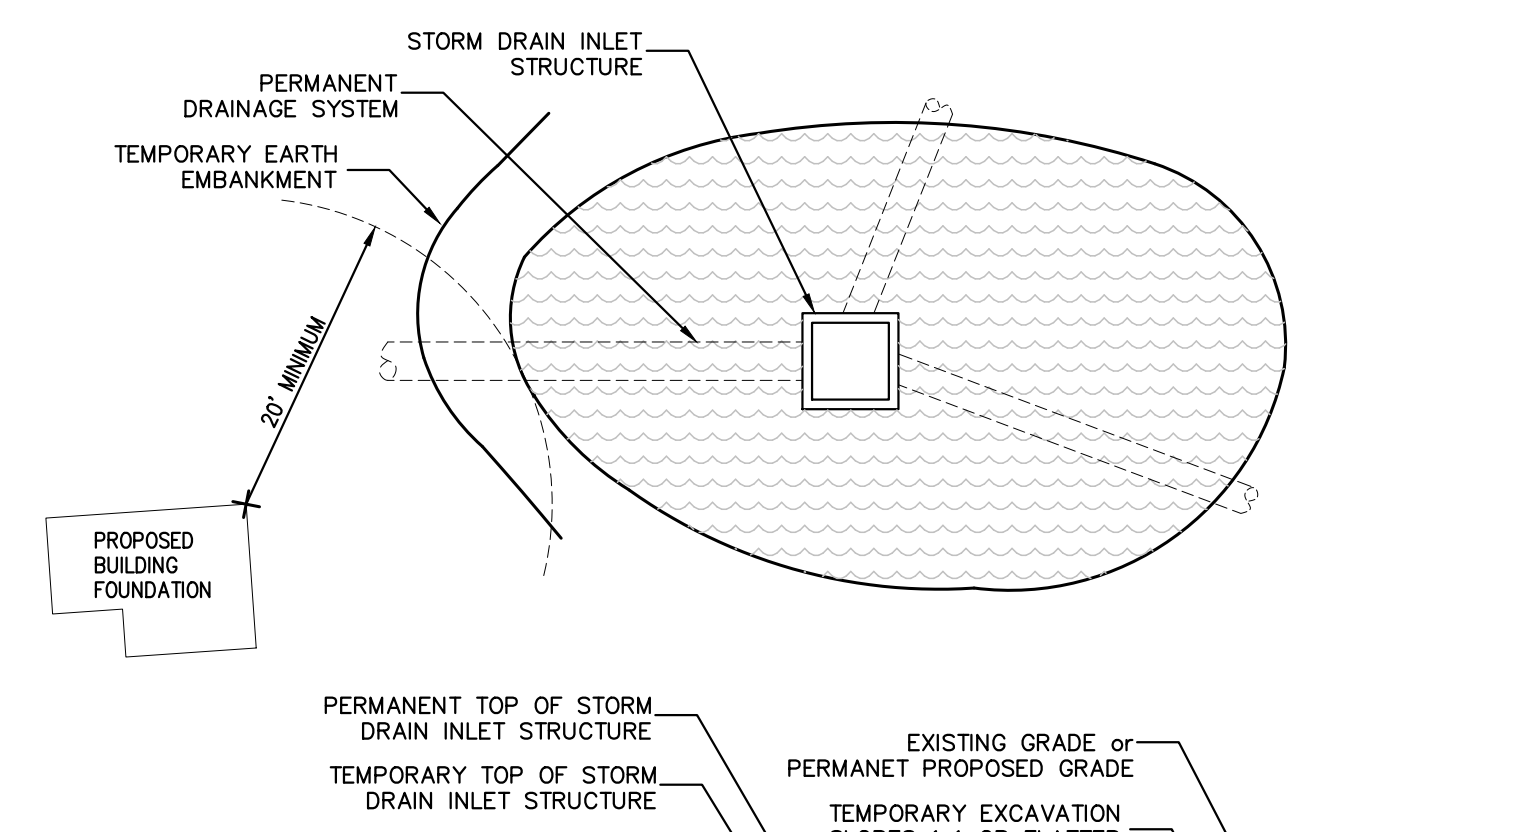 STORM DRAIN INLET
STRUCTURE
PERMANENT
DRAINAGE SYSTEM
TEMPORARY EARTH
EMBANKMENT
20' MINIMUM
PROPOSED
BUILDING
FOUNDATION
PERMANENT TOP OF STORM
DRAIN INLET STRUCTURE
TEMPORARY TOP OF STORM
DRAIN INLET STRUCTURE
EXISTING GRADE or
PERMANET PROPOSED GRADE
TEMPORARY EXCAVATION